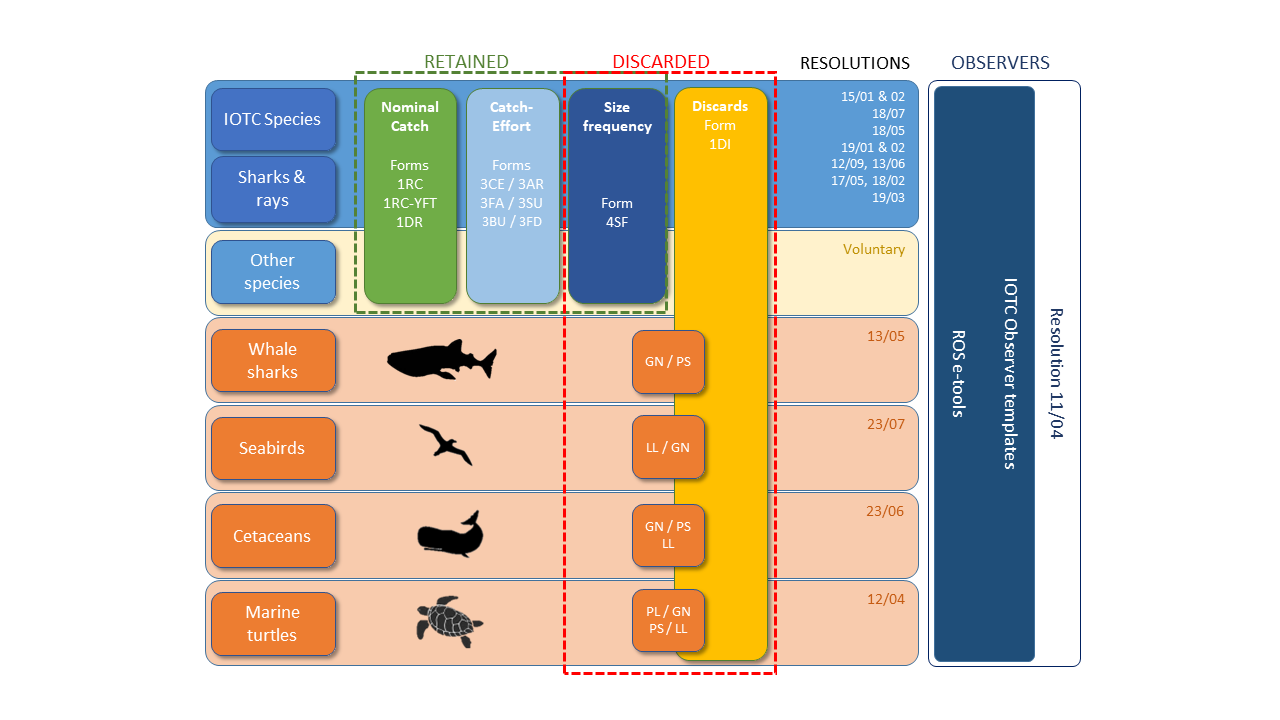 RETAINED
DISCARDED
RESOLUTIONS
OBSERVERS
IOTC Species
Sharks &
rays
Other
species
Whale
sharks
Seabirds
Cetaceans
Marine
turtles
Nominal
Catch
Forms
1RC
1RC-YFT
1DR
Catch-
Effort
Forms
3CE / 3AR
3FA / 3SU
3BU / 3FD
Size
frequency
Form
4SF
Discards
Form
1DI
GN / PS
LL / GN
GN / PS
LL
PL / GN
PS / LL
15/01 & 02
18/07
18/05
19/01 & 02
12/09, 13/06
17/05, 18/02
19/03
Voluntary
13/05
23/07
23/06
12/04
ROS e-tools
IOTC Observer templates
Resolution 11/04